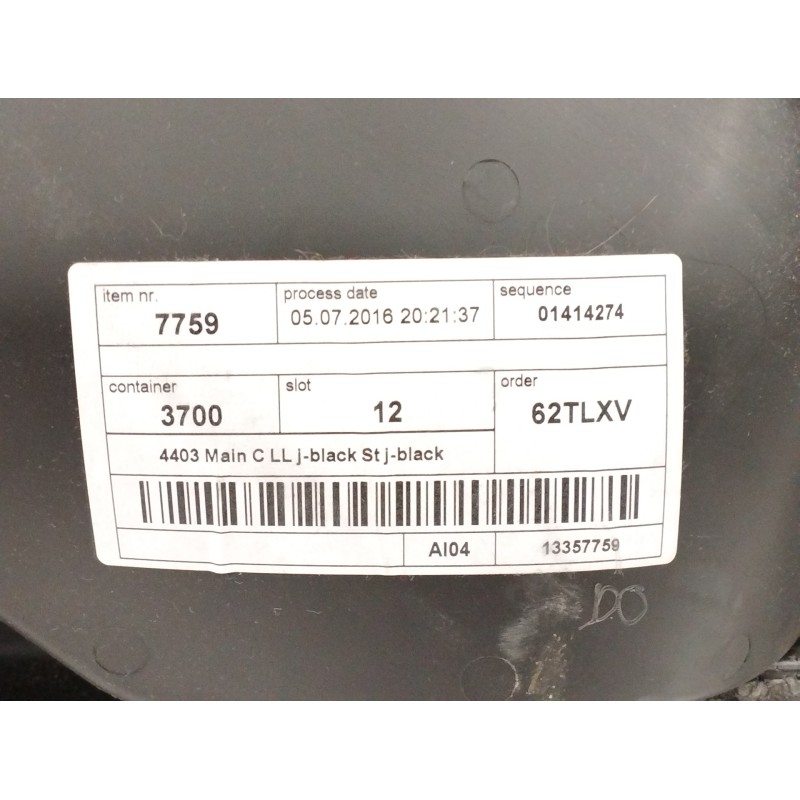 item nr.
7759
process date
05.07.2016 20:21:37
sequence
01414274
container
3700
slot
12
order
62TLXV
4403 Main C LL j-black St j-black
AI04
13357759
DO